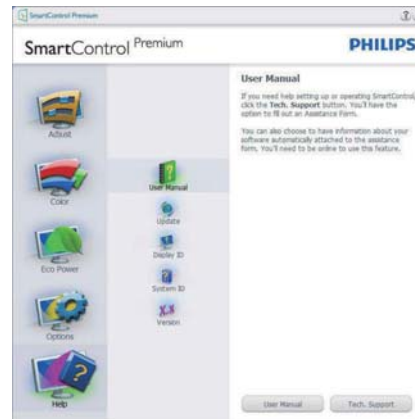 SmartControl Premium
SmartControl Premium
PHILIPS
Adjust
Color
Eco Power
Options
Help
User Manual
Update
Display ID
System ID
Version
User Manual
If you need help setting up or operating SmartControl,
click the Tech. Support button. You'll have the
option to fill out an Assistance Form.
You can also choose to have information about your
software automatically attached to the assistance
form. You'll need to be online to use this feature.
User Manual
Tech. Support